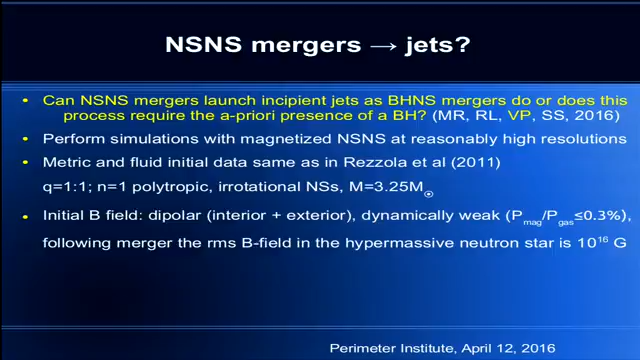 NSNS mergers → jets?
• Can NSNS mergers launch incipient jets as BHNS mergers do or does this
process require the a-priori presence of a BH? (MR, RL, VP, SS, 2016)
• Perform simulations with magnetized NSNS at reasonably high resolutions
• Metric and fluid initial data same as in Rezzola et al (2011)
q=1:1; n=1 polytropic, irrotational NSs, M=3.25M☉
• Initial B field: dipolar (interior + exterior), dynamically weak (Pmag/Pgas≤0.3%),
following merger the rms B-field in the hypermassive neutron star is 10¹⁶ G
Perimeter Institute, April 12, 2016